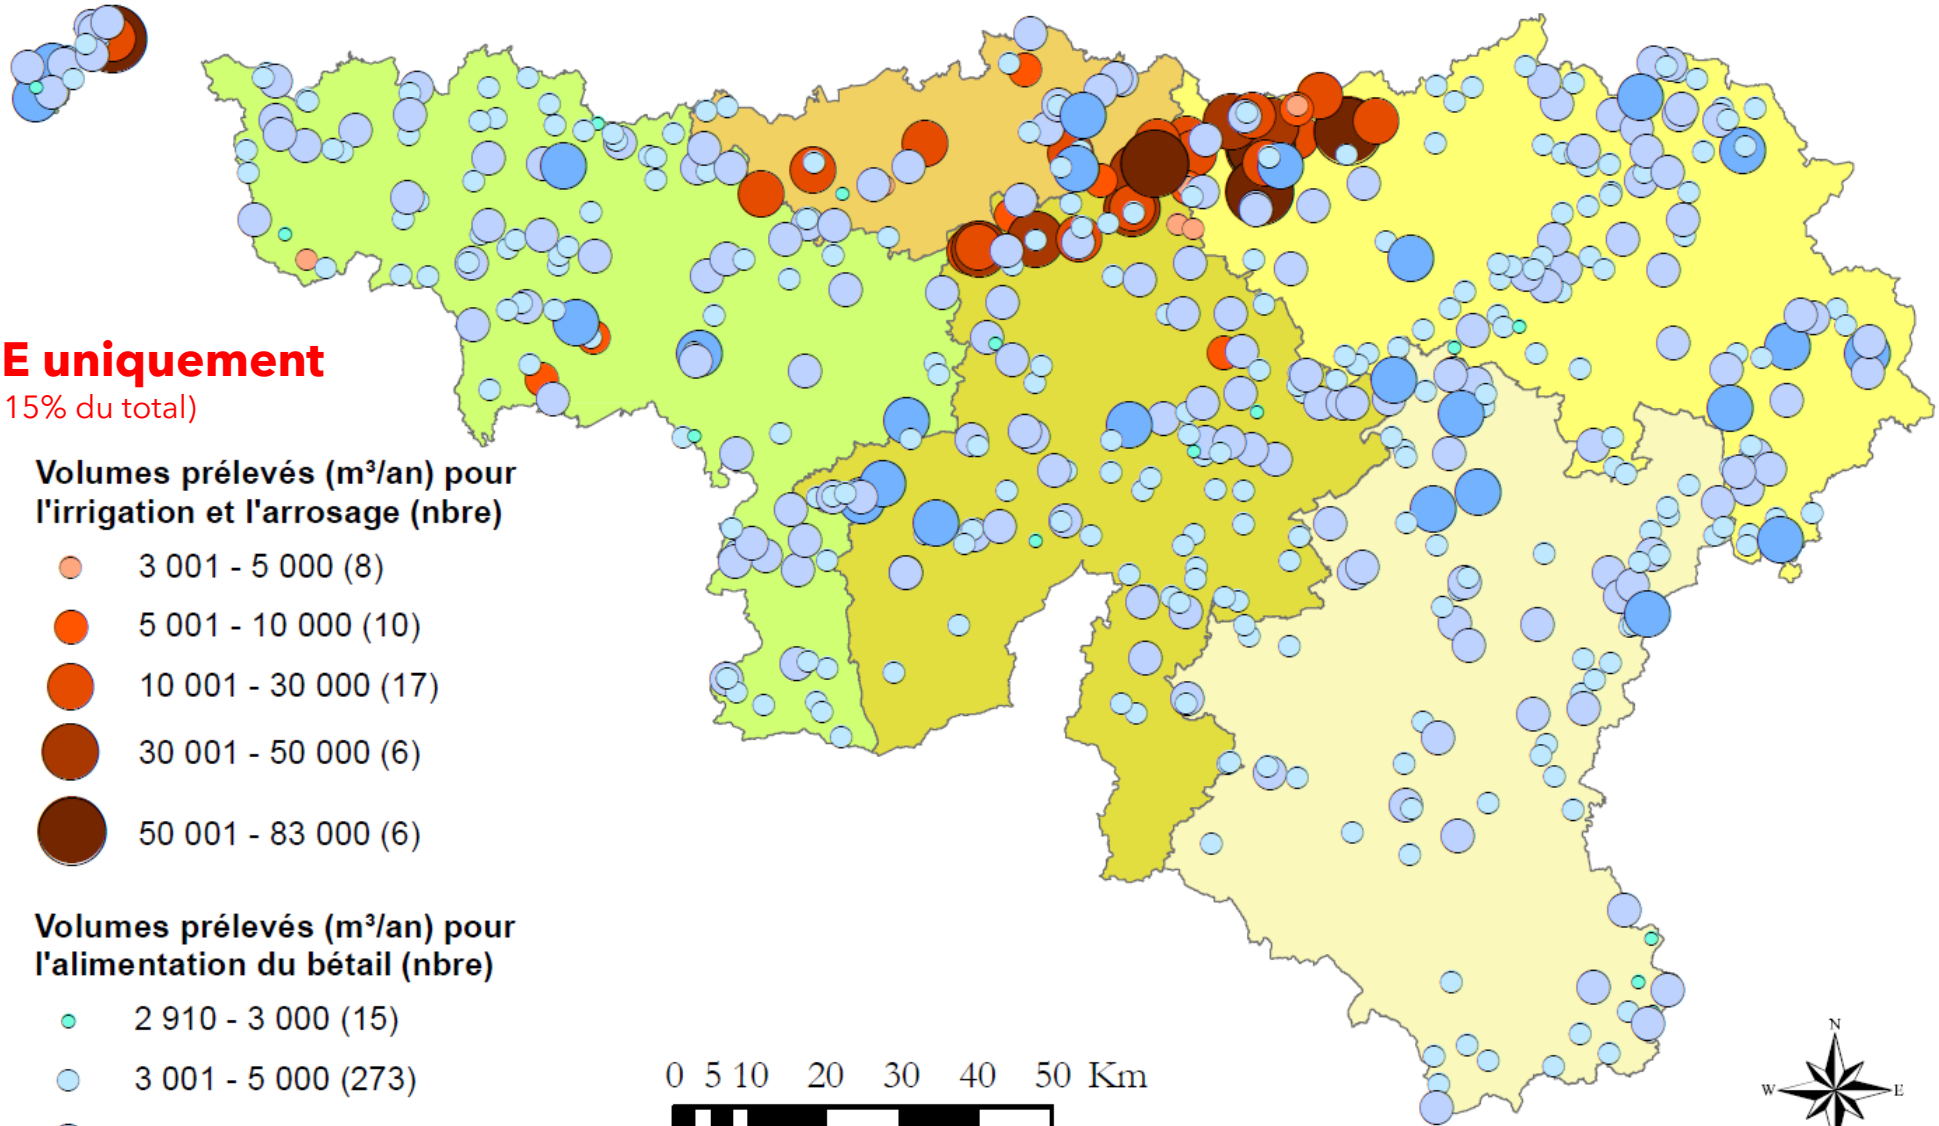 E uniquement
15% du total)
Volumes prélevés (m³/an) pour
l'irrigation et l'arrosage (nbre)
3 001 - 5 000 (8)
5 001 - 10 000 (10)
10 001 - 30 000 (17)
30 001 - 50 000 (6)
50 001 - 83 000 (6)
Volumes prélevés (m³/an) pour
l'alimentation du bétail (nbre)
2 910 - 3 000 (15)
3 001 - 5 000 (273)
0 5 10 20 30 40 50 Km
N
W E